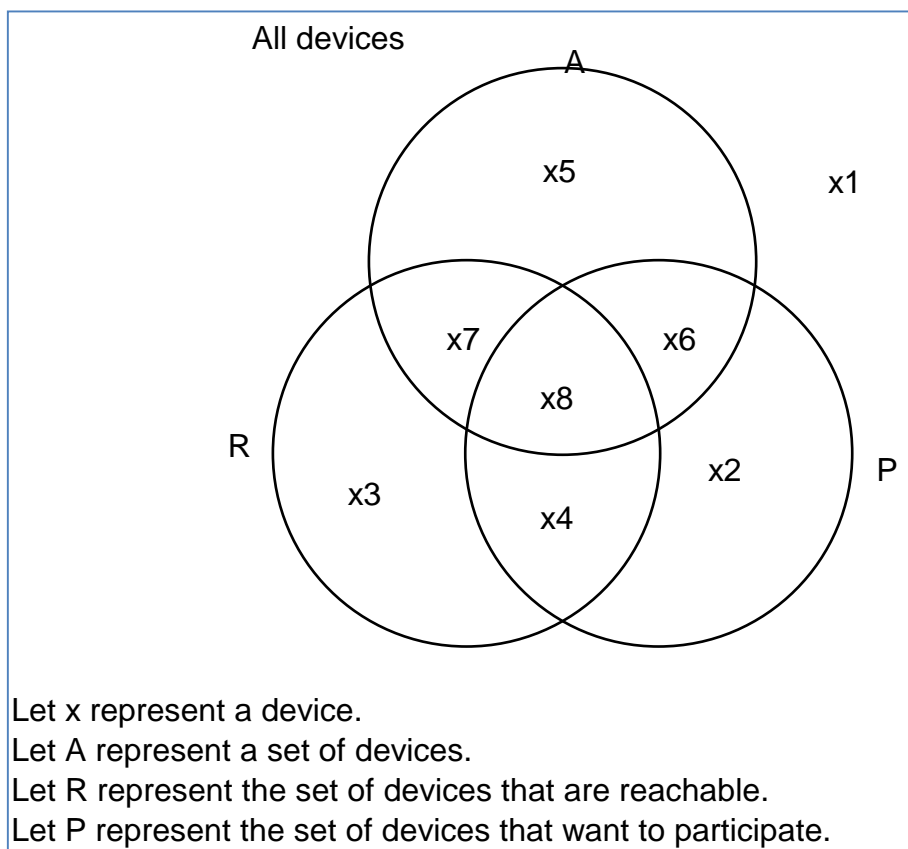 All devices
A
x5
x1
x7
x6
x8
R
x2
P
x3
x4
Let x represent a device.
Let A represent a set of devices.
Let R represent the set of devices that are reachable.
Let P represent the set of devices that want to participate.